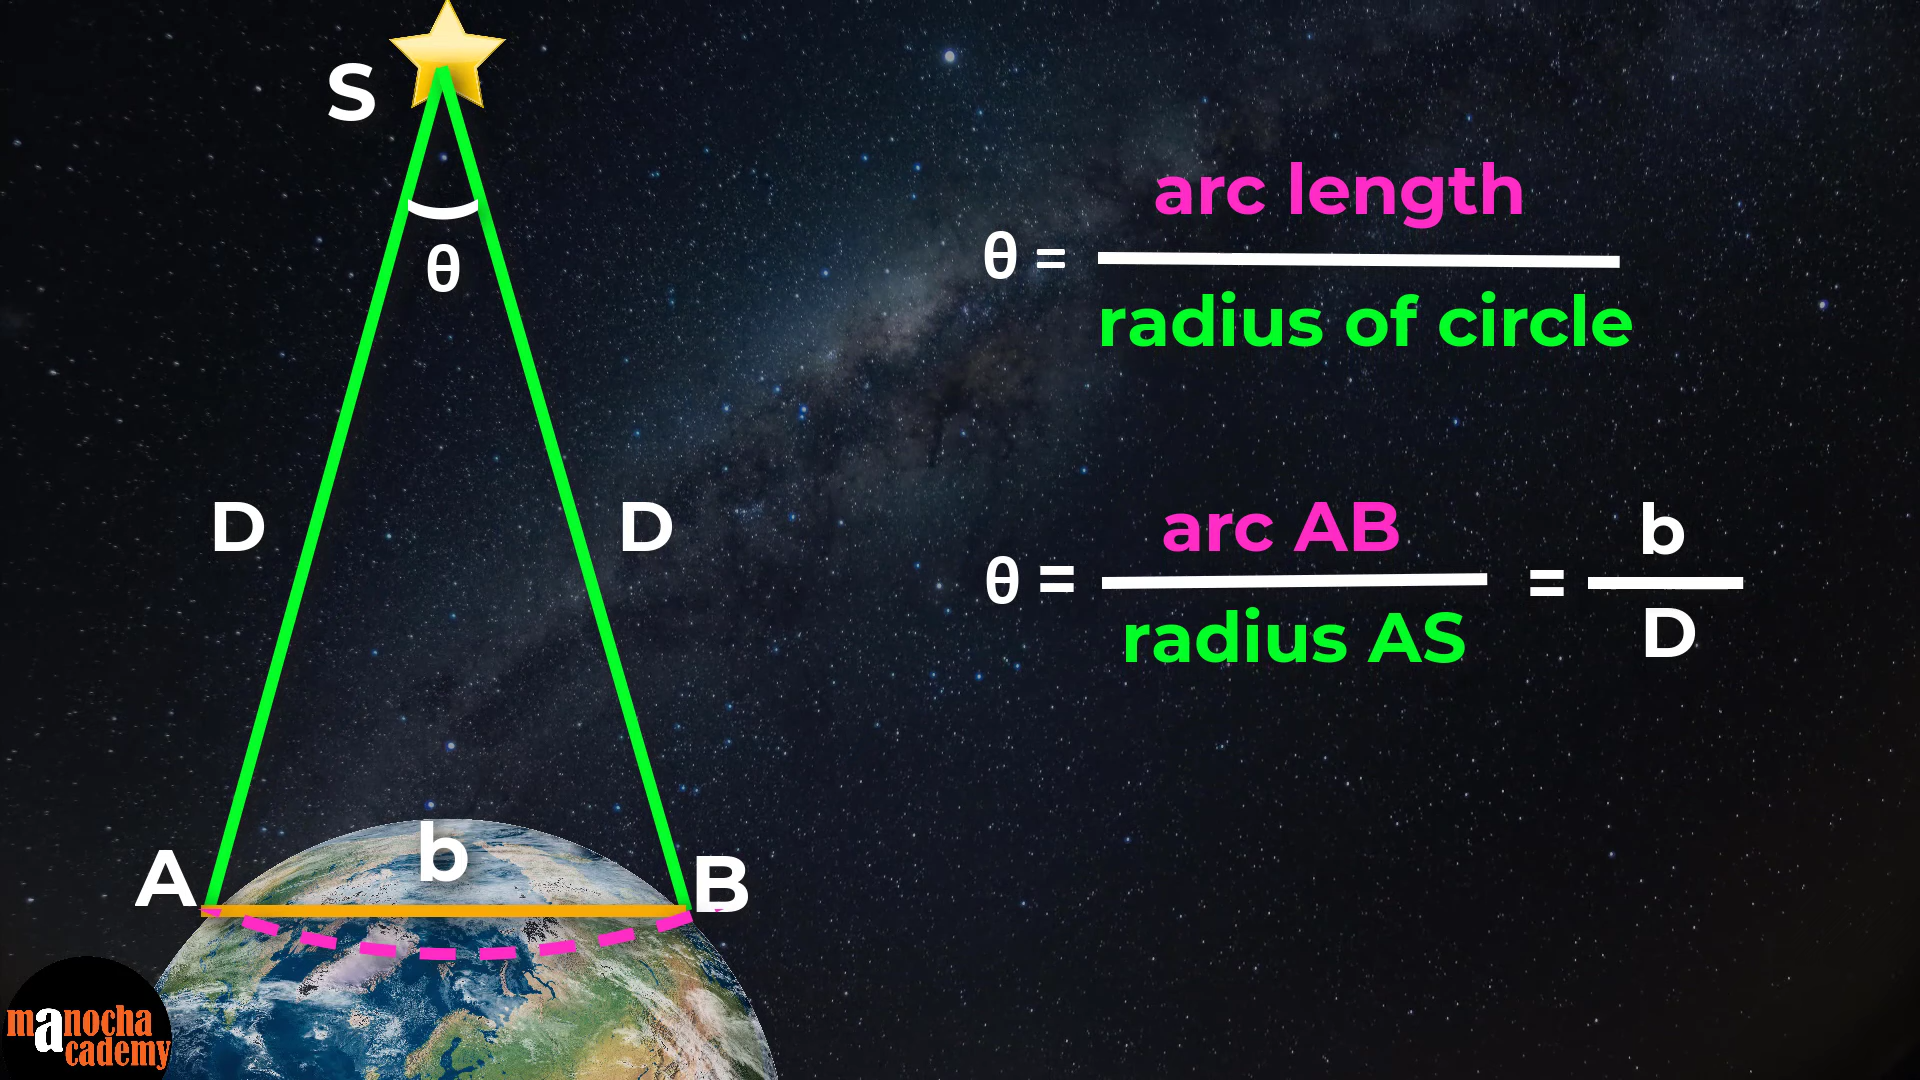 S
θ
D
D
A
b
B
θ =
arc length
radius of circle
θ =
arc AB
radius AS
=
b
D
manocha
academy